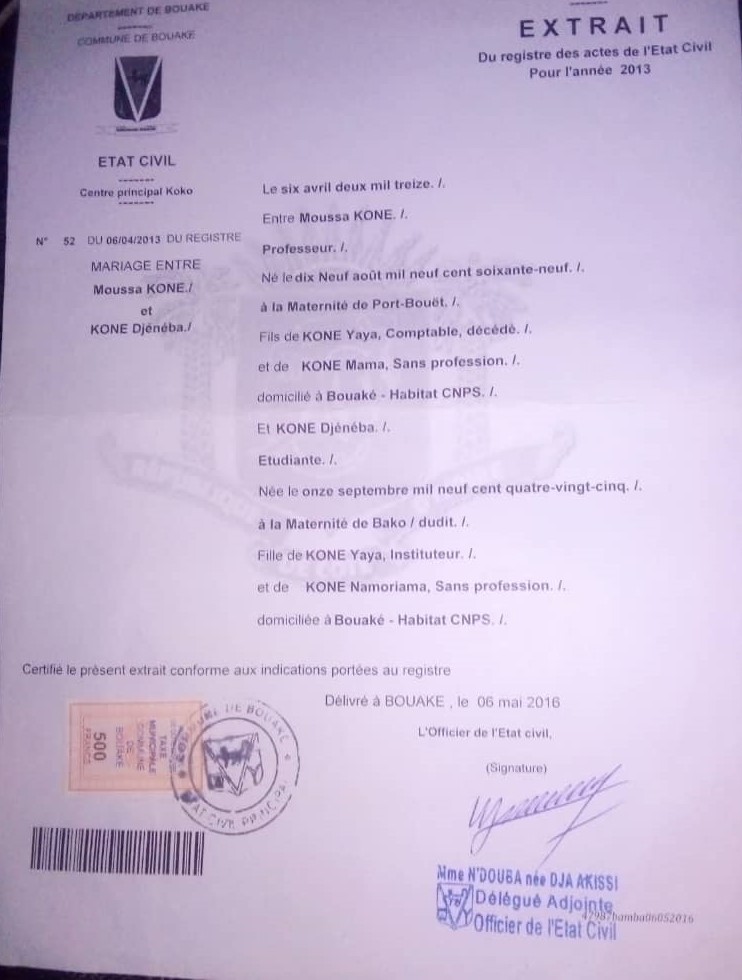 DEPARTEMENT DE BOUAKE
COMMUNE DE BOUAKE
ETAT CIVIL
Centre principal Koko
N° 52 DU 06/04/2013 DU REGISTRE
MARIAGE ENTRE
Moussa KONE./
et
KONE Djénéba./
EXTRAIT
Du registre des actes de l'Etat Civil
Pour l'année 2013
Le six avril deux mil treize. /.
Entre Moussa KONE. /.
Professeur. /.
Né le dix Neuf août mil neuf cent soixante-neuf. /.
à la Maternité de Port-Bouët. /.
Fils de KONE Yaya, Comptable, décédé. /.
et de KONE Mama, Sans profession. /.
domicilié à Bouaké - Habitat CNPS. /.
Et KONE Djénéba. /.
Etudiante. /.
Née le onze septembre mil neuf cent quatre-vingt-cinq. /.
à la Maternité de Bako / dudit. /.
Fille de KONE Yaya, Instituteur. /.
et de KONE Namoriama, Sans profession. /.
domiciliée à Bouaké - Habitat CNPS. /.
Certifié le présent extrait conforme aux indications portées au registre
Délivré à BOUAKE , le 06 mai 2016
L'Officier de l'Etat civil,
(Signature)
TAXE
MUNICIPALE
COMMUNE
DE
BOUAKE
500
FRANCS
DE BOUAKE
CIVIL PRINCIPAL
Mme N'DOUBA née DJA AKISSI
Délégué Adjointe
Officier de l'Etat Civil